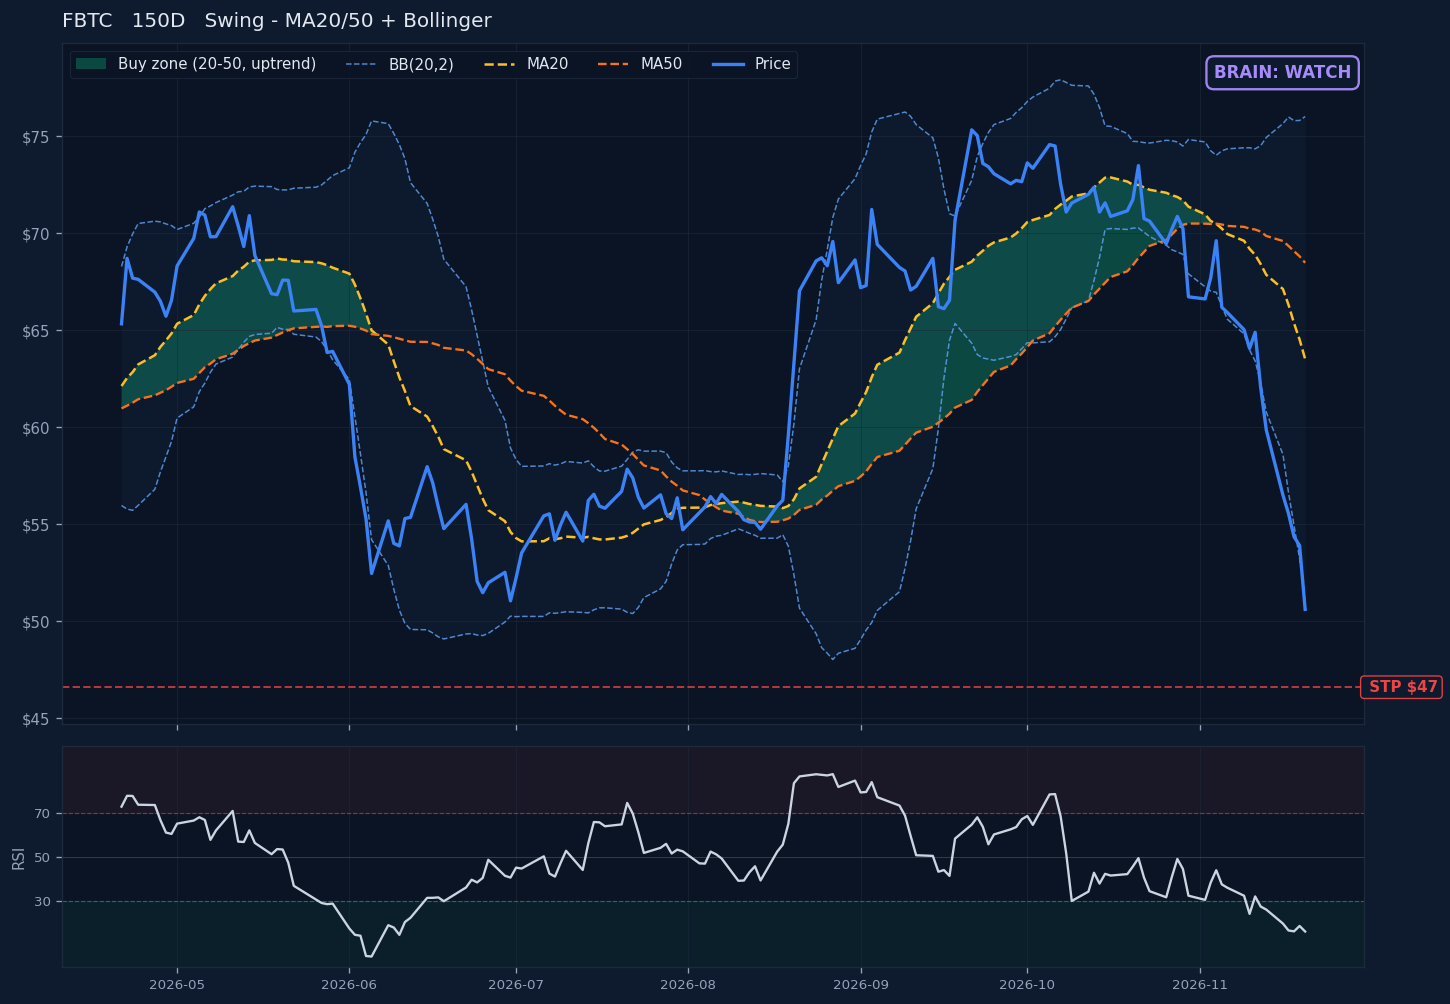 FBTC   150D   Swing - MA20/50 + Bollinger
Buy zone (20-50, uptrend)   BB(20,2)   MA20   MA50   Price
BRAIN: WATCH
$75
$70
$65
$60
$55
$50
STP $47
$45
70
50
30
RSI
2026-05   2026-06   2026-07   2026-08   2026-09   2026-10   2026-11